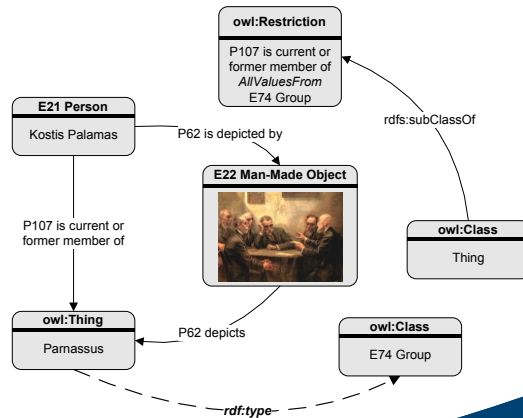 owl:Restriction
P107 is current or
former member of
AllValuesFrom
E74 Group
E21 Person
Kostis Palamas
P62 is depicted by
rdfs:subClassOf
E22 Man-Made Object
P107 is current or
former member of
owl:Class
Thing
owl:Thing
Parnassus
P62 depicts
owl:Class
E74 Group
rdf:type